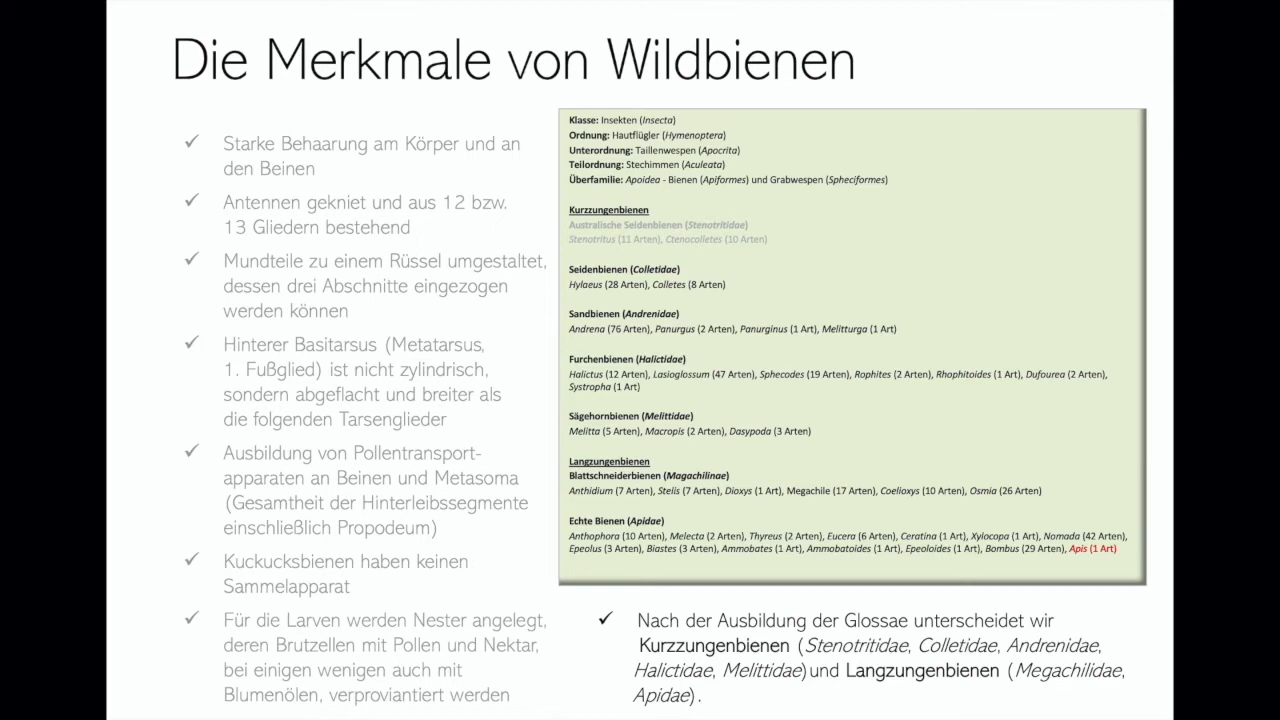 Die Merkmale von Wildbienen
✓ Starke Behaarung am Körper und an
den Beinen
✓ Antennen gekniet und aus 12 bzw.
13 Gliedern bestehend
✓ Mundteile zu einem Rüssel umgestaltet,
dessen drei Abschnitte eingezogen
werden können
✓ Hinterer Basitarsus (Metatarsus,
1. Fußglied) ist nicht zylindrisch,
sondern abgeflacht und breiter als
die folgenden Tarsenglieder
✓ Ausbildung von Pollentransport-
apparaten an Beinen und Metasoma
(Gesamtheit der Hinterleibssegmente
einschließlich Propodeum)
✓ Kuckucksbienen haben keinen
Sammelapparat
✓ Für die Larven werden Nester angelegt,
deren Brutzellen mit Pollen und Nektar,
bei einigen wenigen auch mit
Blumenölen, verproviantiert werden
Klasse: Insekten (Insecta)
Ordnung: Hautflügler (Hymenoptera)
Unterordnung: Taillenwespen (Apocrita)
Teilordnung: Stechimmen (Aculeata)
Überfamilie: Apoidea - Bienen (Apiformes) und Grabwespen (Spheciformes)
Kurzzungenbienen
Australische Seidenbienen (Stenotritidae)
Stenotritus (11 Arten), Ctenocolletes (10 Arten)
Seidenbienen (Colletidae)
Hylaeus (28 Arten), Colletes (8 Arten)
Sandbienen (Andrenidae)
Andrena (76 Arten), Panurgus (2 Arten), Panurginus (1 Art), Melitturga (1 Art)
Furchenbienen (Halictidae)
Halictus (12 Arten), Lasioglossum (47 Arten), Sphecodes (19 Arten), Rophites (2 Arten), Rhophitoides (1 Art), Dufourea (2 Arten),
Systropha (1 Art)
Sägehornbienen (Melittidae)
Melitta (5 Arten), Macropis (2 Arten), Dasypoda (3 Arten)
Langzungenbienen
Blattschneiderbienen (Magachilinae)
Anthidium (7 Arten), Stelis (7 Arten), Dioxys (1 Art), Megachile (17 Arten), Coelioxys (10 Arten), Osmia (26 Arten)
Echte Bienen (Apidae)
Anthophora (10 Arten), Melecta (2 Arten), Thyreus (2 Arten), Eucera (6 Arten), Ceratina (1 Art), Xylocopa (1 Art), Nomada (42 Arten),
Epeolus (3 Arten), Biastes (3 Arten), Ammobates (1 Art), Ammobatoides (1 Art), Epeoloides (1 Art), Bombus (29 Arten), Apis (1 Art)
✓ Nach der Ausbildung der Glossae unterscheidet wir
Kurzzungenbienen (Stenotritidae, Colletidae, Andrenidae,
Halictidae, Melittidae) und Langzungenbienen (Megachilidae,
Apidae).